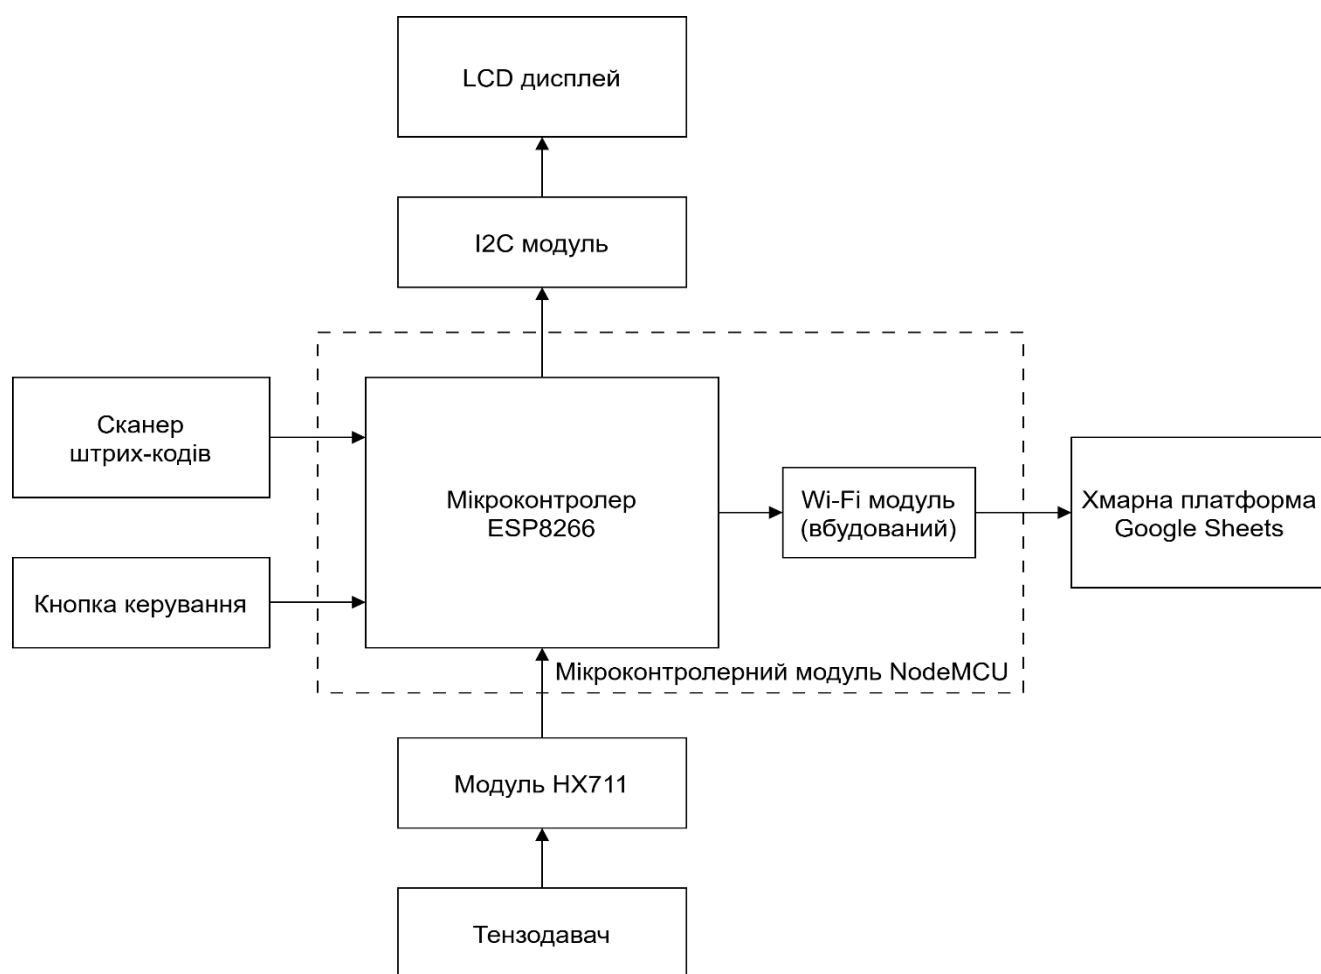 LCD дисплей
I2C модуль
Сканер
штрих-кодів
Мікроконтролер
ESP8266
Wi-Fi модуль
(вбудований)
Хмарна платформа
Google Sheets
Кнопка керування
Мікроконтролерний модуль NodeMCU
Модуль HX711
Тензодавач